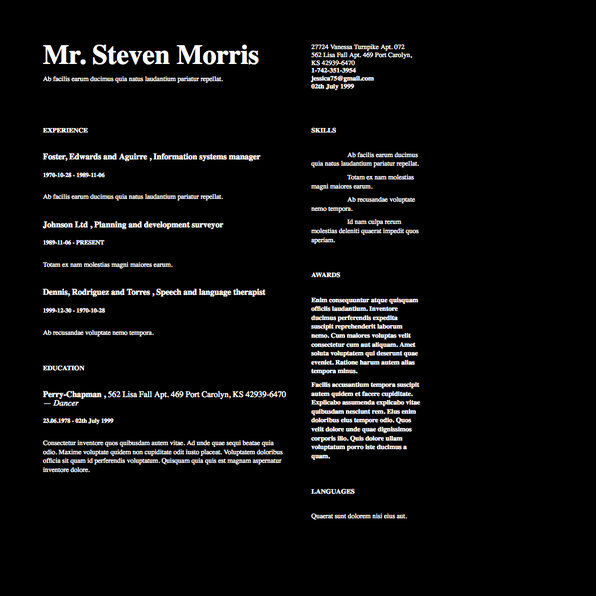 Mr. Steven Morris
Ab facilis earum ducimus quia natus laudantium pariatur repellat.
27724 Vanessa Turnpike Apt. 072
562 Lisa Fall Apt. 469 Port Carolyn,
KS 42939-6470
1-742-351-3954
jessica75@gmail.com
02th July 1999
EXPERIENCE
Foster, Edwards and Aguirre , Information systems manager
1970-10-28 - 1989-11-06
Ab facilis earum ducimus quia natus laudantium pariatur repellat.
Johnson Ltd , Planning and development surveyor
1989-11-06 - PRESENT
Totam ex nam molestias magni maiores earum.
Dennis, Rodriguez and Torres , Speech and language therapist
1999-12-30 - 1970-10-28
Ab recusandae voluptate nemo tempora.
EDUCATION
Perry-Chapman , 562 Lisa Fall Apt. 469 Port Carolyn, KS 42939-6470
— Dancer
23.06.1978 - 02th July 1999
Consectetur inventore quos quibusdam autem vitae. Ad unde quae sequi beatae quia
odio. Maxime voluptate quidem non cupiditate odit iusto placeat. Voluptatem doloribus
officia sit quam id perferendis voluptatum. Quisquam quia quis est magnam aspernatur
inventore dolore.
SKILLS
Ab facilis earum ducimus
quia natus laudantium pariatur repellat.
Totam ex nam molestias
magni maiores earum.
Ab recusandae voluptate
nemo tempora.
Id nam culpa rerum
molestias deleniti quaerat impedit quos
aperiam.
AWARDS
Enim consequuntur atque quisquam
officiis laudantium. Inventore
ducimus perferendis expedita
suscipit reprehenderit laborum
nemo. Cum maiores voluptas velit
consectetur cum aut aliquam. Amet
soluta voluptatem qui deserunt quae
eveniet. Ratione harum autem alias
tempora minus.
Facilis accusantium tempora suscipit
autem quidem et facere cupiditate.
Explicabo assumenda explicabo vitae
quibusdam nesciunt rem. Eius enim
doloribus eius tempore odio. Quos
velit dolore unde quae dignissimos
corporis illo. Quis dolore ullam
voluptatum porro iste ducimus a
quam.
LANGUAGES
Quaerat sunt dolorem nisi eius aut.